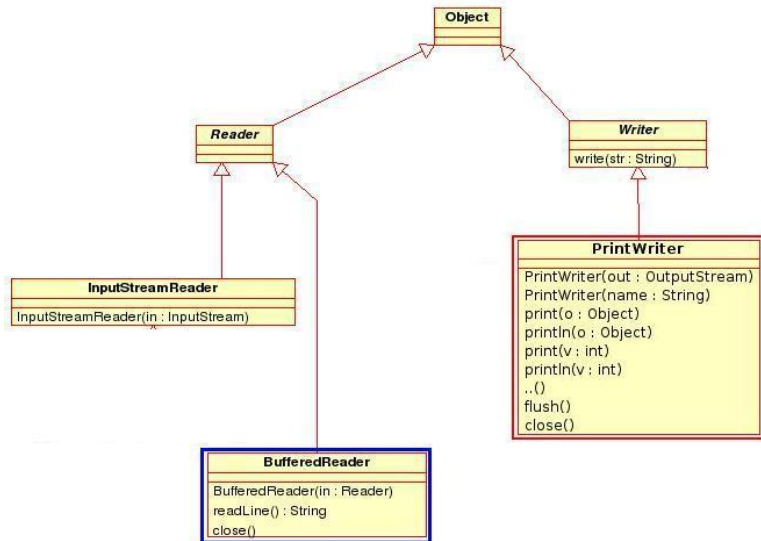 Object
Reader
Writer
write(str : String)
InputStreamReader
InputStreamReader(in : InputStream)
PrintWriter
PrintWriter(out : OutputStream)
PrintWriter(name : String)
print(o : Object)
println(o : Object)
print(v : int)
println(v : int)
..()
flush()
close()
BufferedReader
BufferedReader(in : Reader)
readLine() : String
close()